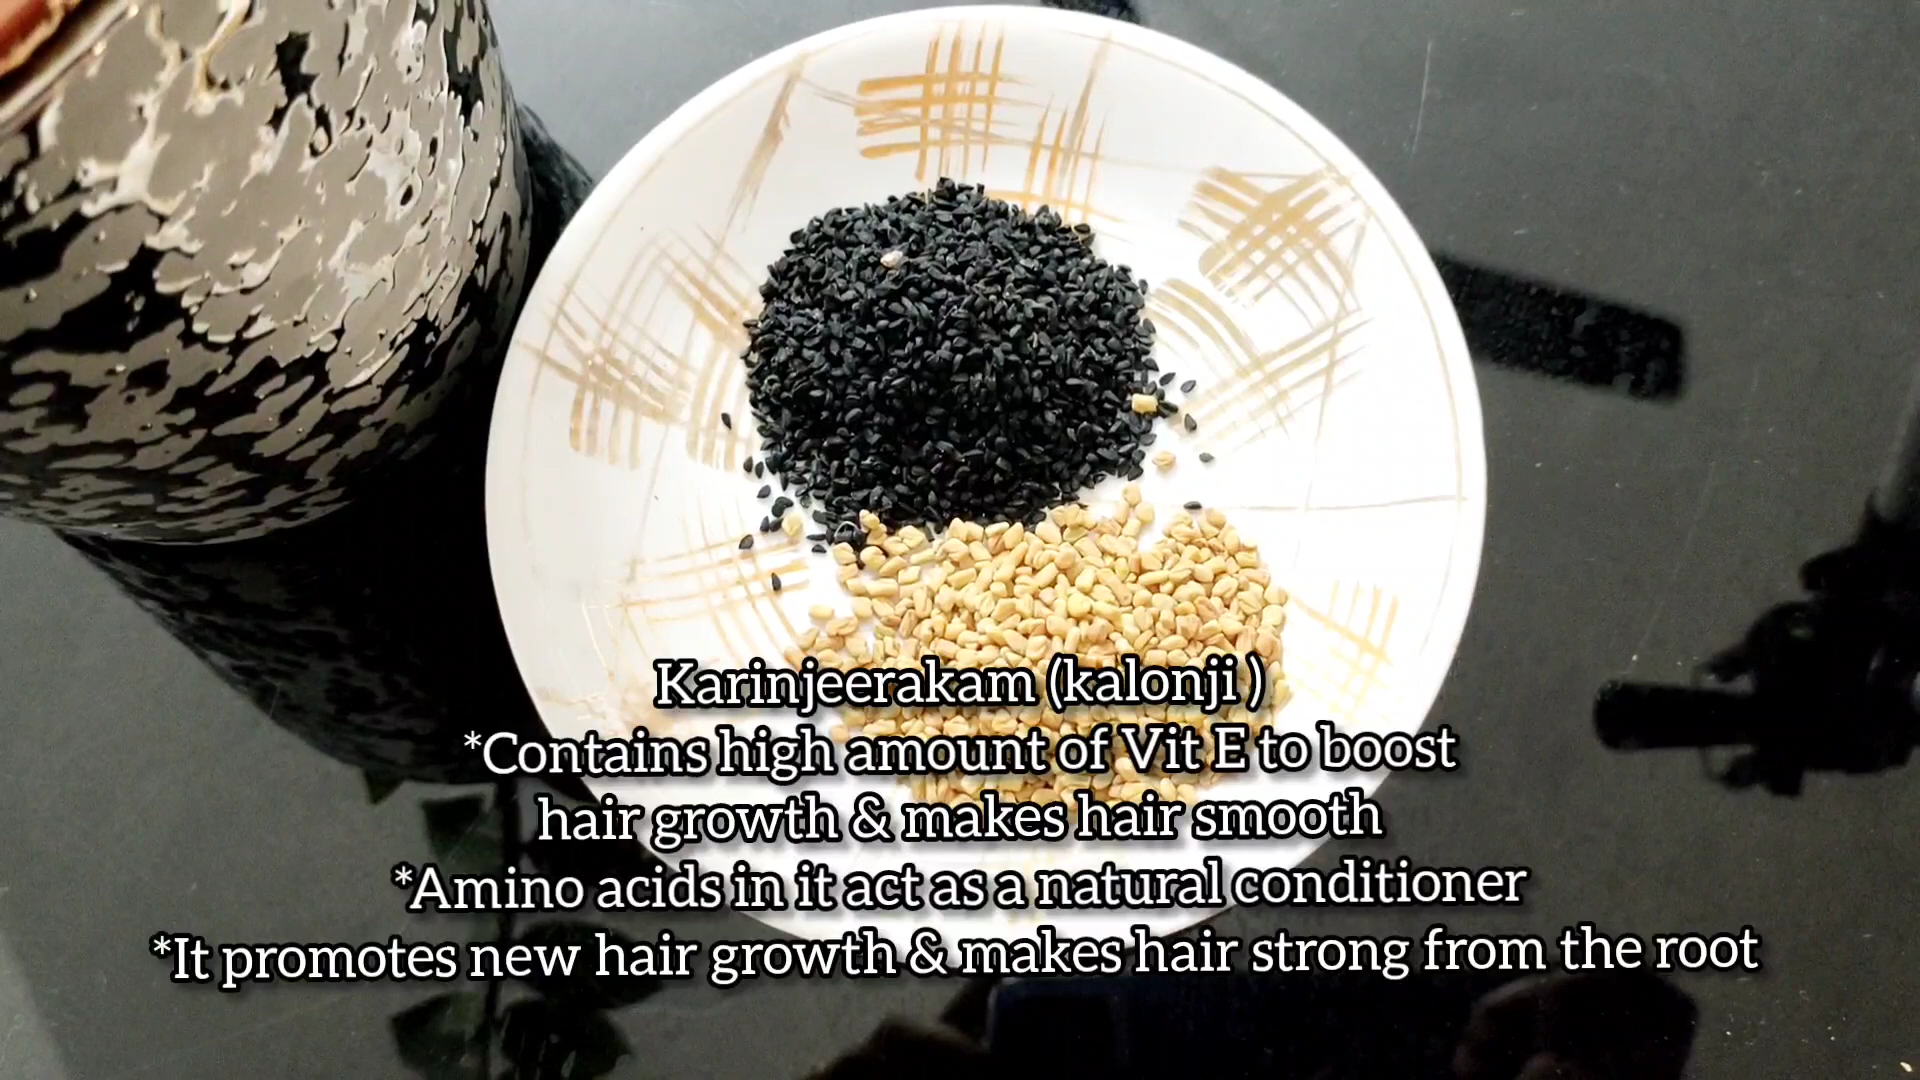 Karinjeerakam (kalonji )
*Contains high amount of Vit E to boost
hair growth & makes hair smooth
*Amino acids in it act as a natural conditioner
*It promotes new hair growth & makes hair strong from the root